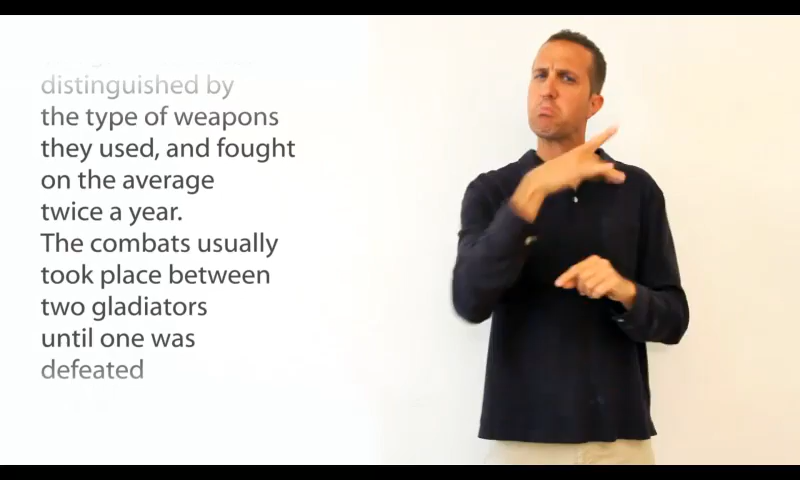 distinguished by
the type of weapons
they used, and fought
on the average
twice a year.
The combats usually
took place between
two gladiators
until one was
defeated